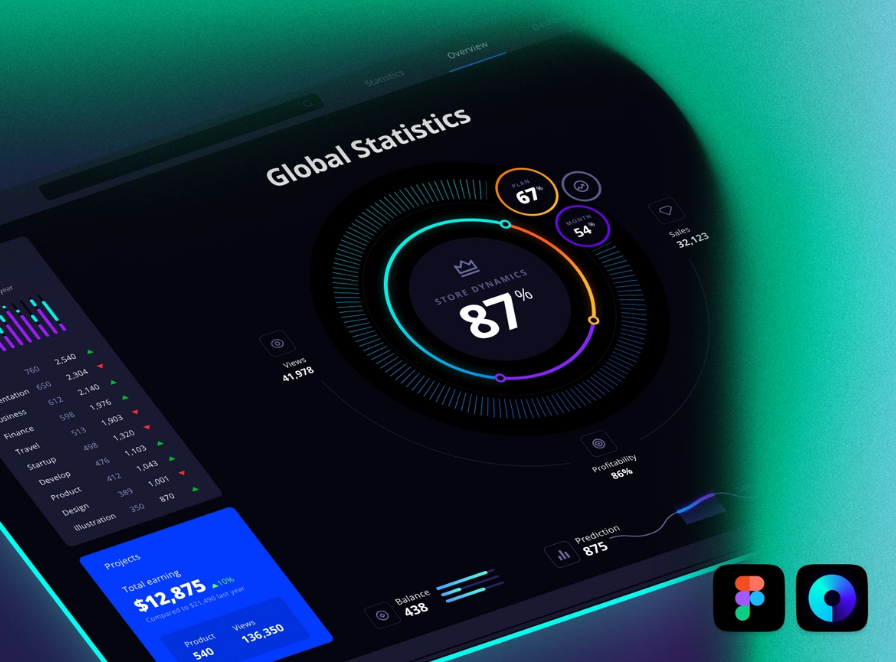 Statistics
Overview
Global Statistics
PLAN
67%
MONTH
54%
Sales
32,123
STORE DYNAMICS
87%
Views
41,978
Profitability
86%
year
760 2,540
650 2,304
612 2,140
Finance 598 1,976
Travel 513 1,903
Startup 498 1,320
Develop 476 1,103
Product 412 1,043
Design 389 1,001
Illustration 350 870
Projects
Total earning
$12,875 10%
Compared to $21,490 last year
Product 540
Views 136,350
Balance
438
Prediction
875